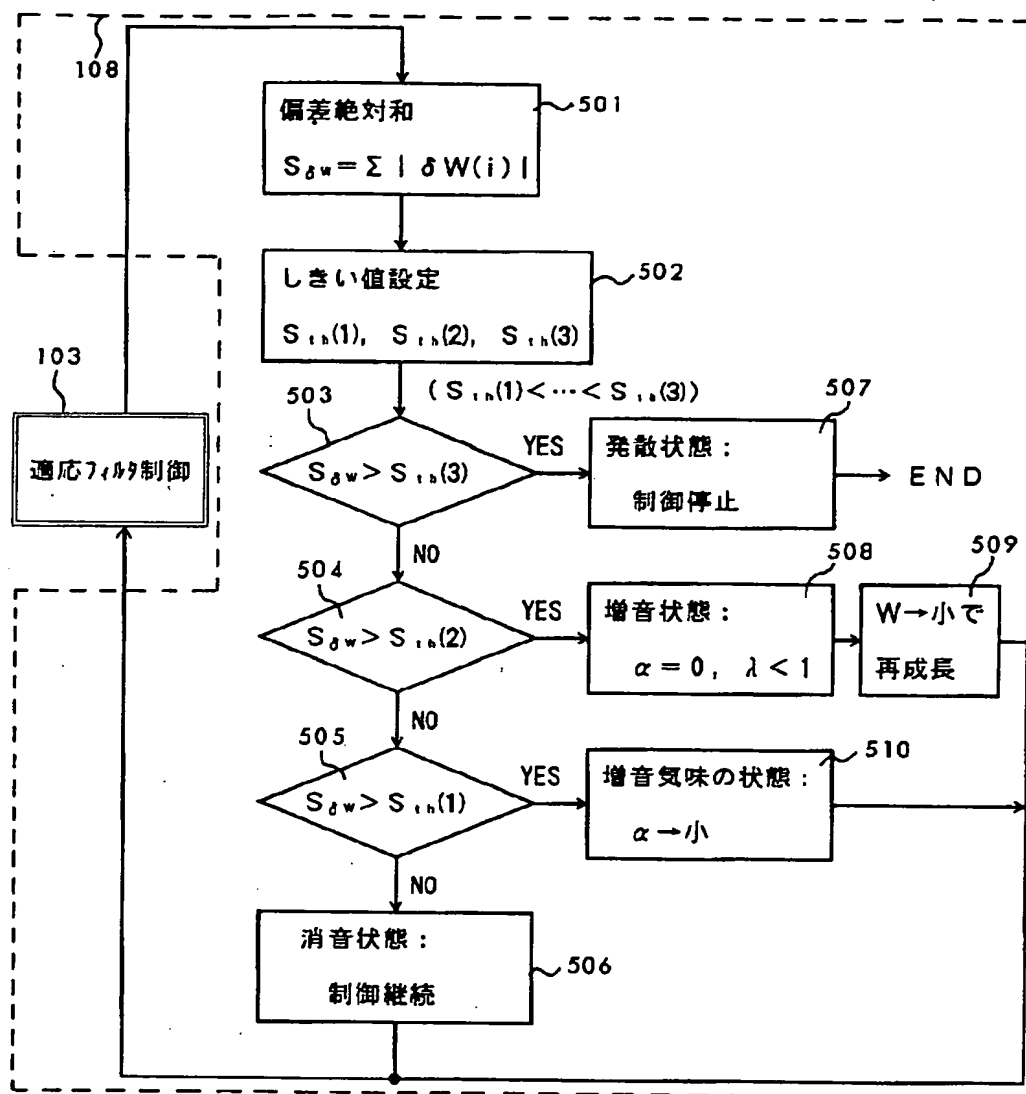 108
偏差絶対和
Sδw=Σ|δW(i)|
501
しきい値設定
Sth(1), Sth(2), Sth(3)
502
(Sth(1)<…<Sth(3))
103
適応フィルタ制御
503
Sδw>Sth(3)
YES
発散状態:
制御停止
507
END
NO
504
Sδw>Sth(2)
YES
増音状態:
α=0, λ<1
508
W→小で
再成長
509
NO
505
Sδw>Sth(1)
YES
増音気味の状態:
α→小
510
NO
消音状態:
制御継続
506